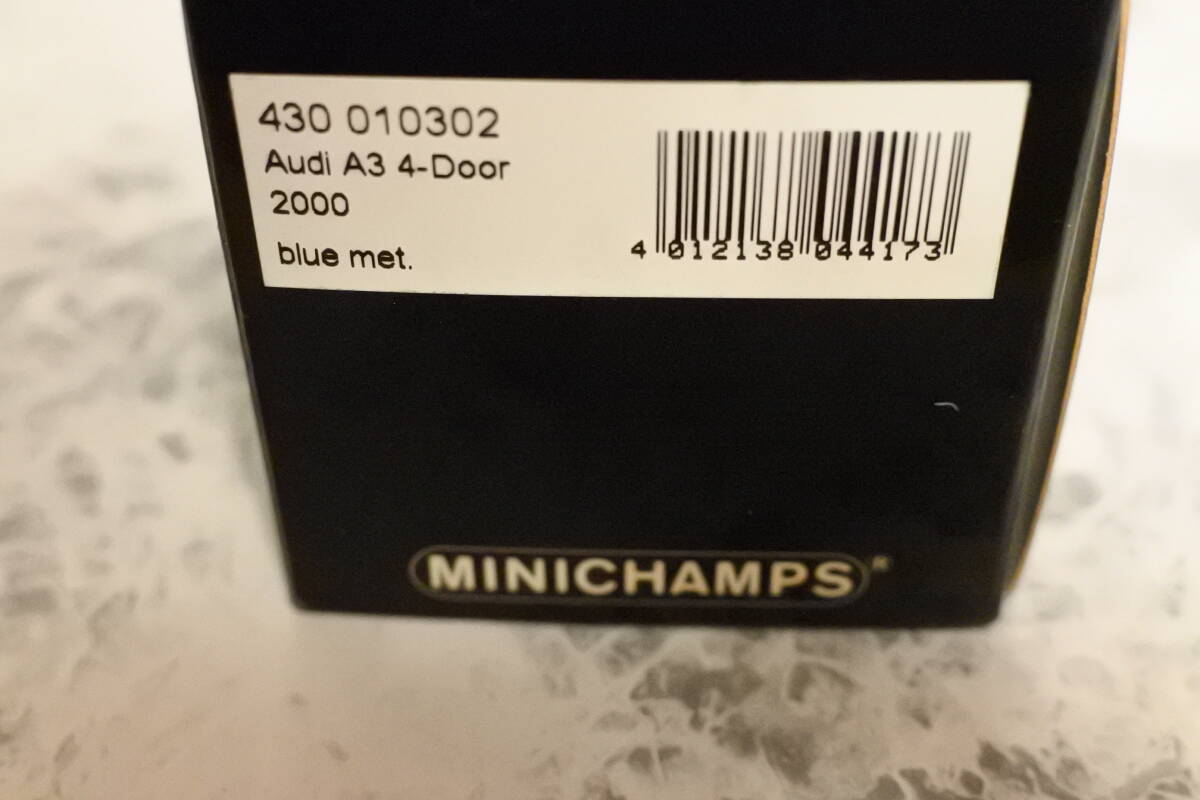 430 010302
Audi A3 4-Door
2000
blue met.
4 012138 044173
MINICHAMPS®